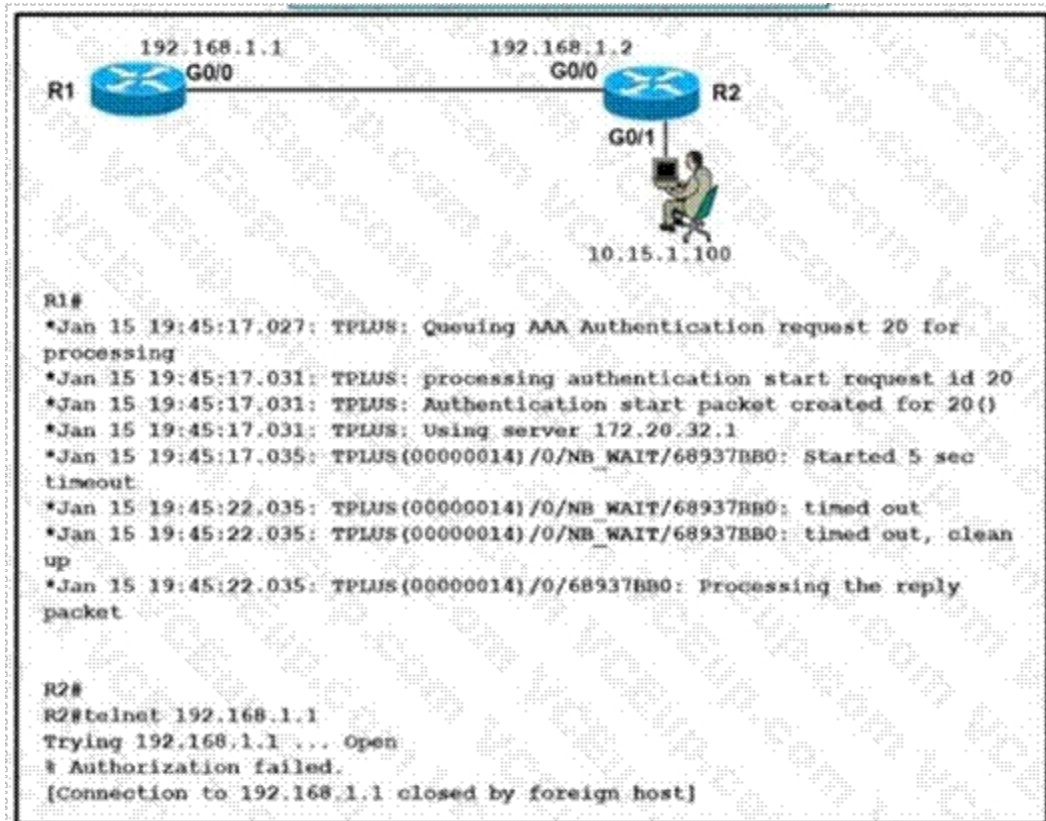 192.168.1.1
192.168.1.2
G0/0
G0/0
R1
R2
G0/1
10.15.1.100
R1#
*Jan 15 19:45:17.027: TPLUS: Queuing AAA Authentication request 20 for
processing
*Jan 15 19:45:17.031: TPLUS: processing authentication start request id 20
*Jan 15 19:45:17.031: TPLUS: Authentication start packet created for 20()
*Jan 15 19:45:17.031: TPLUS: Using server 172.20.32.1
*Jan 15 19:45:17.035: TPLUS(00000014)/0/NB_WAIT/68937BB0: Started 5 sec
timeout
*Jan 15 19:45:22.035: TPLUS(00000014)/0/NB_WAIT/68937BB0: timed out
*Jan 15 19:45:22.035: TPLUS(00000014)/0/NB_WAIT/68937BB0: timed out, clean
up
*Jan 15 19:45:22.035: TPLUS(00000014)/0/68937BB0: Processing the reply
packet
R2#
R2#telnet 192.168.1.1
Trying 192.168.1.1 ... Open
% Authorization failed.
[Connection to 192.168.1.1 closed by foreign host]